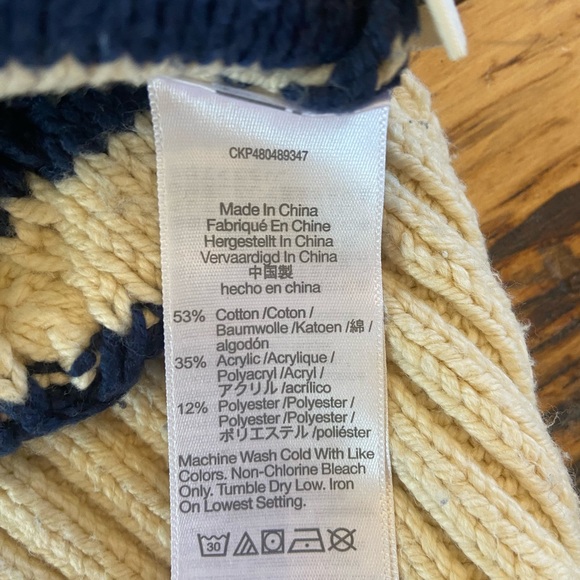 CKP480489347
Made In China
Fabriqué En Chine
Hergestellt In China
Vervaardigd In China
中国製
hecho en china
53% Cotton /Coton /
Baumwolle /Katoen /綿 /
algodón
35% Acrylic /Acrylique /
Polyacryl /Acryl /
アクリル /acrílico
12% Polyester /Polyester /
Polyester /Polyester /
ポリエステル /poliéster
Machine Wash Cold With Like
Colors. Non-Chlorine Bleach
Only. Tumble Dry Low. Iron
On Lowest Setting.
30